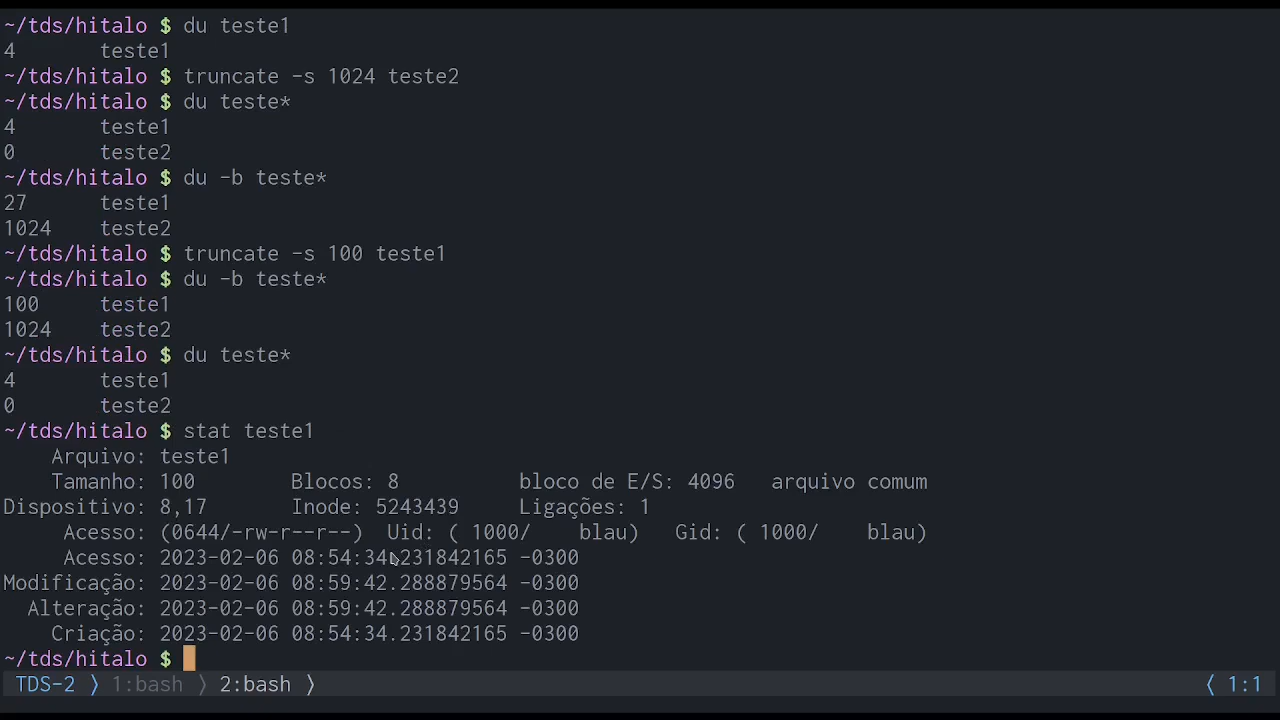 ~/tds/hitalo $ du teste1
4       teste1
~/tds/hitalo $ truncate -s 1024 teste2
~/tds/hitalo $ du teste*
4       teste1
0       teste2
~/tds/hitalo $ du -b teste*
27      teste1
1024    teste2
~/tds/hitalo $ truncate -s 100 teste1
~/tds/hitalo $ du -b teste*
100     teste1
1024    teste2
~/tds/hitalo $ du teste*
4       teste1
0       teste2
~/tds/hitalo $ stat teste1
    Arquivo: teste1
    Tamanho: 100        Blocos: 8          bloco de E/S: 4096   arquivo comum
Dispositivo: 8,17       Inode: 5243439     Ligações: 1
     Acesso: (0644/-rw-r--r--)  Uid: ( 1000/    blau)   Gid: ( 1000/    blau)
     Acesso: 2023-02-06 08:54:34.231842165 -0300
Modificação: 2023-02-06 08:59:42.288879564 -0300
  Alteração: 2023-02-06 08:59:42.288879564 -0300
    Criação: 2023-02-06 08:54:34.231842165 -0300
~/tds/hitalo $
TDS-2 ⟩ 1:bash ⟩ 2:bash ⟩ ⟨ 1:1